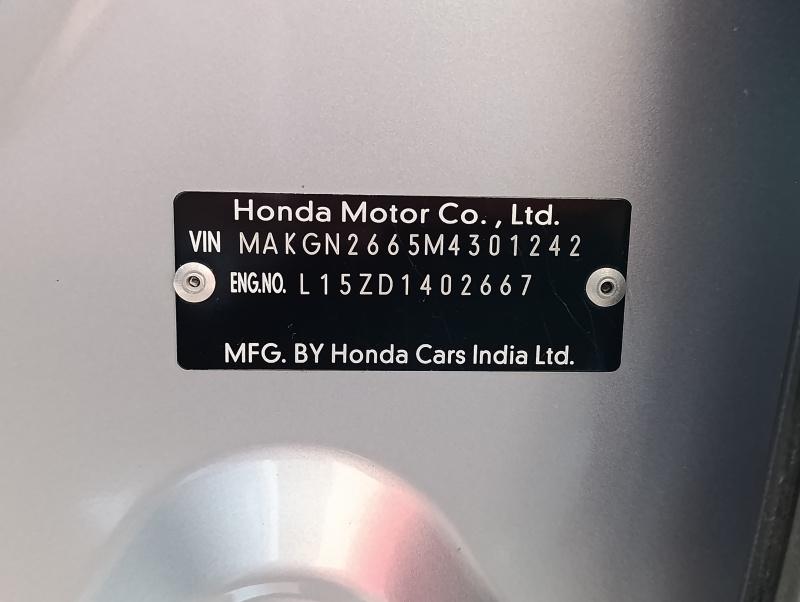 Honda Motor Co., Ltd.
VIN MAKGN2665M4301242
ENG.NO. L15ZD1402667
MFG. BY Honda Cars India Ltd.